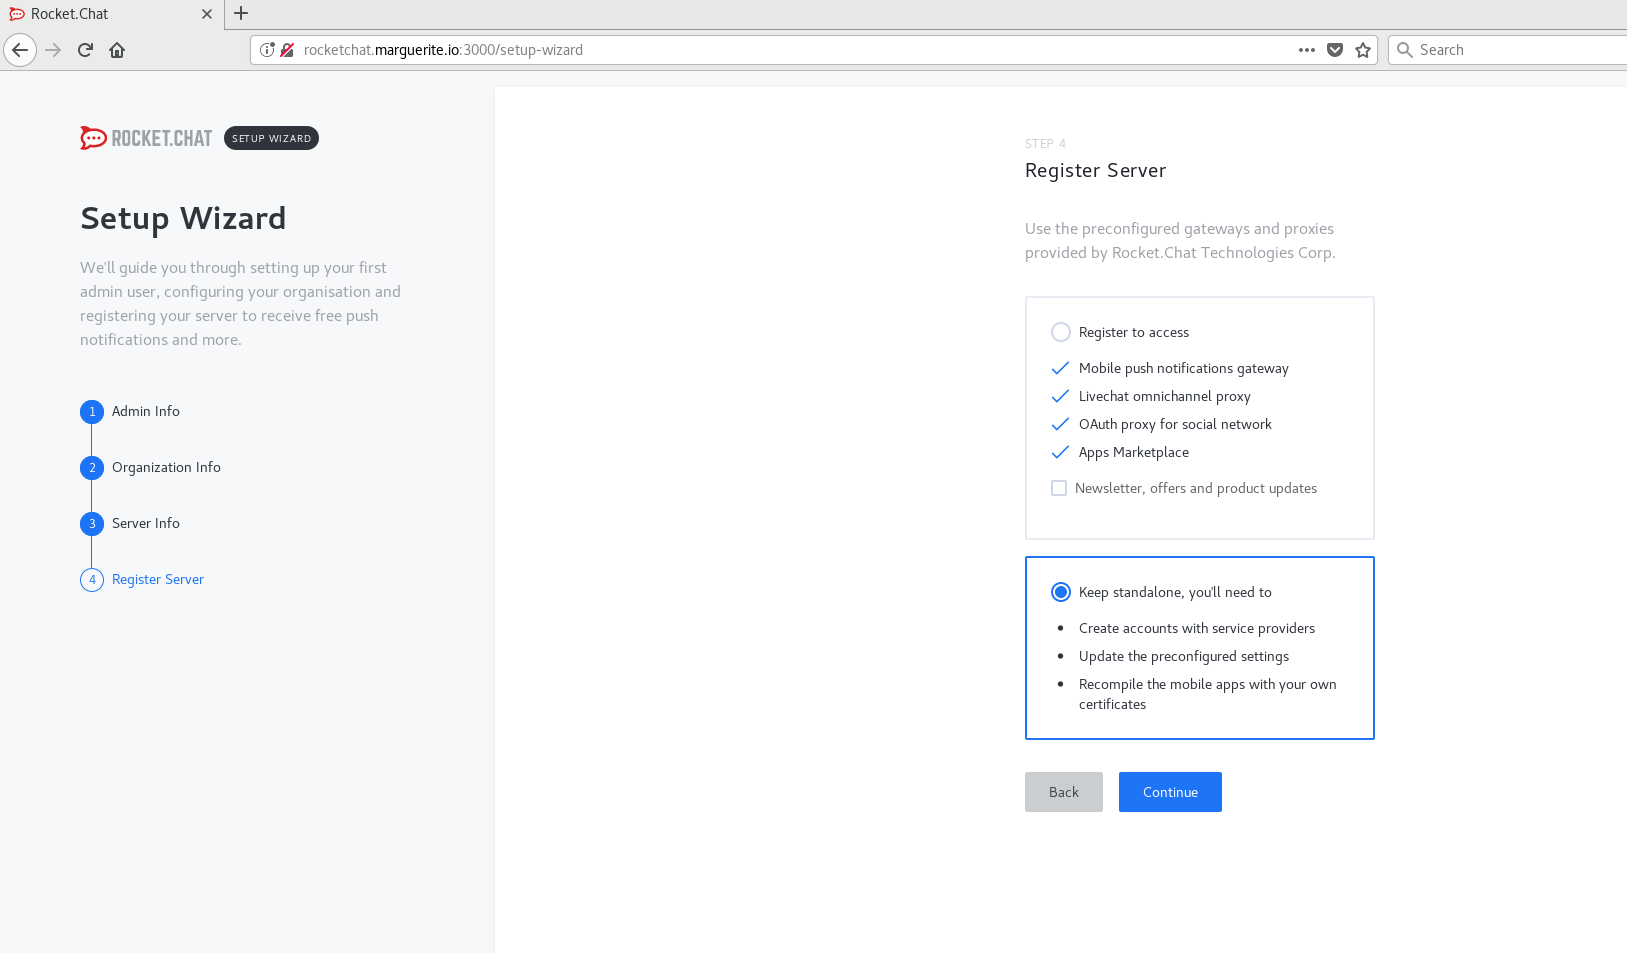 Rocket.Chat
rocketchat.marguerite.io:3000/setup-wizard
Search
ROCKET.CHAT
SETUP WIZARD
Setup Wizard
We'll guide you through setting up your first
admin user, configuring your organisation and
registering your server to receive free push
notifications and more.
1 Admin Info
2 Organization Info
3 Server Info
4 Register Server
STEP 4
Register Server
Use the preconfigured gateways and proxies
provided by Rocket.Chat Technologies Corp.
Register to access
Mobile push notifications gateway
Livechat omnichannel proxy
OAuth proxy for social network
Apps Marketplace
Newsletter, offers and product updates
Keep standalone, you'll need to
• Create accounts with service providers
• Update the preconfigured settings
• Recompile the mobile apps with your own
certificates
Back
Continue